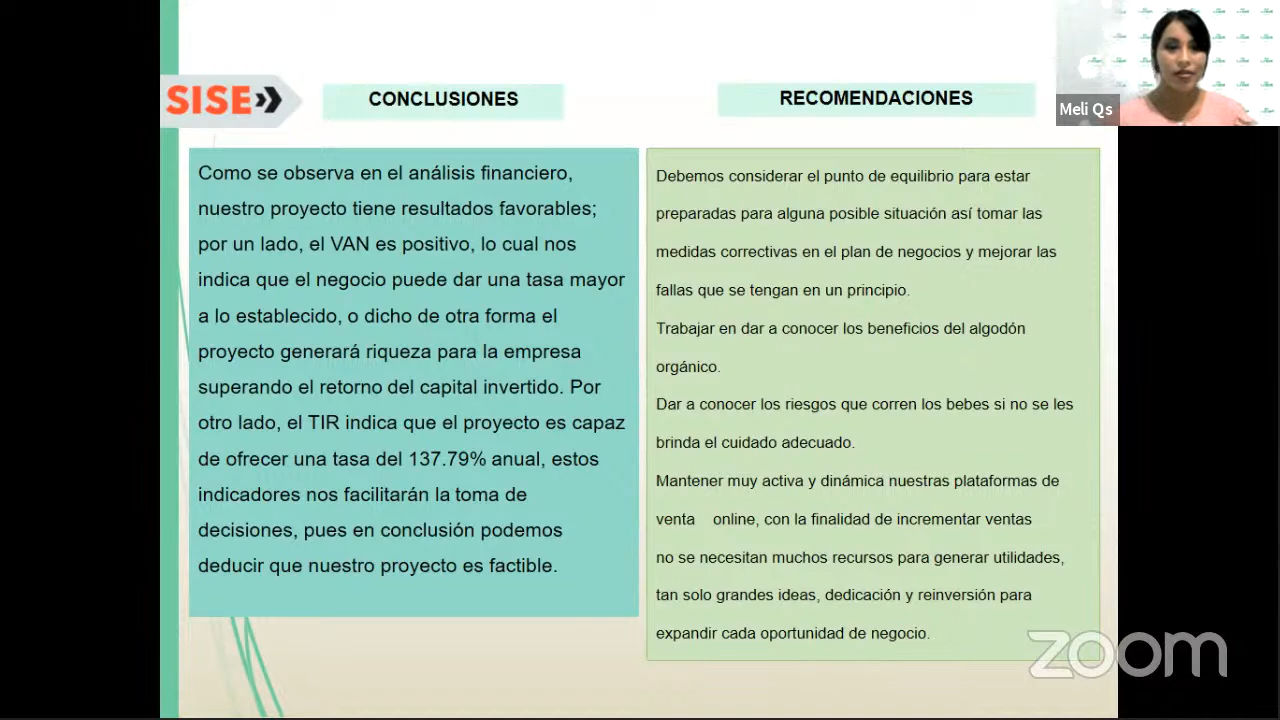 SISE
CONCLUSIONES
RECOMENDACIONES
Meli Qs
Como se observa en el análisis financiero,
nuestro proyecto tiene resultados favorables;
por un lado, el VAN es positivo, lo cual nos
indica que el negocio puede dar una tasa mayor
a lo establecido, o dicho de otra forma el
proyecto generará riqueza para la empresa
superando el retorno del capital invertido. Por
otro lado, el TIR indica que el proyecto es capaz
de ofrecer una tasa del 137.79% anual, estos
indicadores nos facilitarán la toma de
decisiones, pues en conclusión podemos
deducir que nuestro proyecto es factible.
Debemos considerar el punto de equilibrio para estar
preparadas para alguna posible situación así tomar las
medidas correctivas en el plan de negocios y mejorar las
fallas que se tengan en un principio.
Trabajar en dar a conocer los beneficios del algodón
orgánico.
Dar a conocer los riesgos que corren los bebes si no se les
brinda el cuidado adecuado.
Mantener muy activa y dinámica nuestras plataformas de
venta online, con la finalidad de incrementar ventas
no se necesitan muchos recursos para generar utilidades,
tan solo grandes ideas, dedicación y reinversión para
expandir cada oportunidad de negocio.
zoom